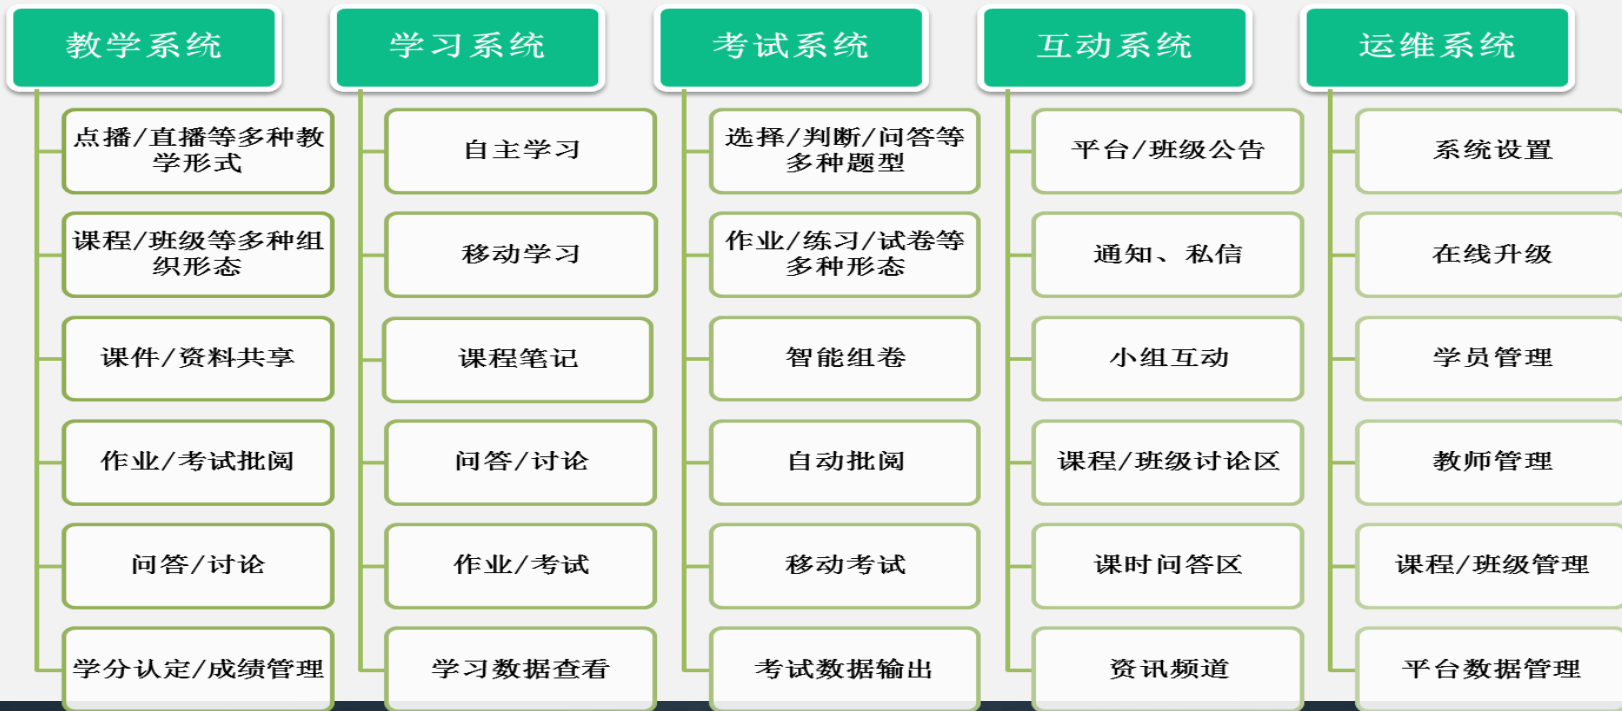 教学系统
点播/直播等多种教
学形式
课程/班级等多种组
织形态
课件/资料共享
作业/考试批阅
问答/讨论
学分认定/成绩管理
学习系统
自主学习
移动学习
课程笔记
问答/讨论
作业/考试
学习数据查看
考试系统
选择/判断/问答等
多种题型
作业/练习/试卷等
多种形态
智能组卷
自动批阅
移动考试
考试数据输出
互动系统
平台/班级公告
通知、私信
小组互动
课程/班级讨论区
课时问答区
资讯频道
运维系统
系统设置
在线升级
学员管理
教师管理
课程/班级管理
平台数据管理